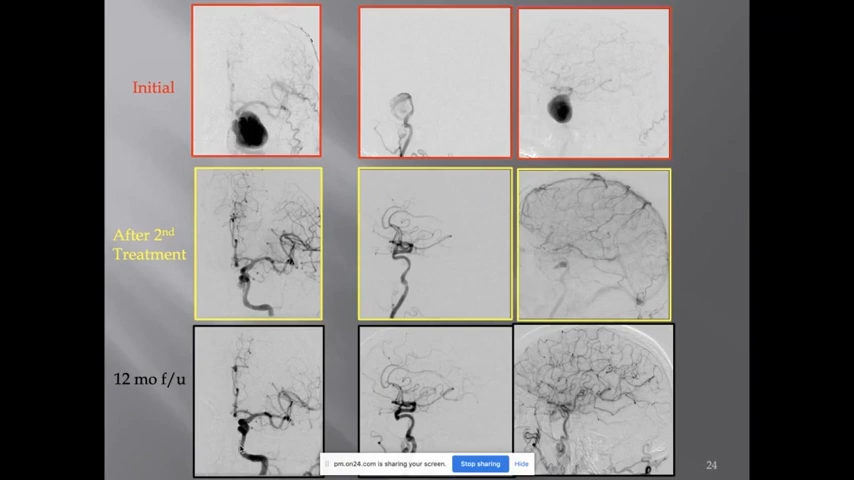 Initial
After 2nd
Treatment
12 mo f/u
pm.on24.com is sharing your screen. Stop sharing Hide
24